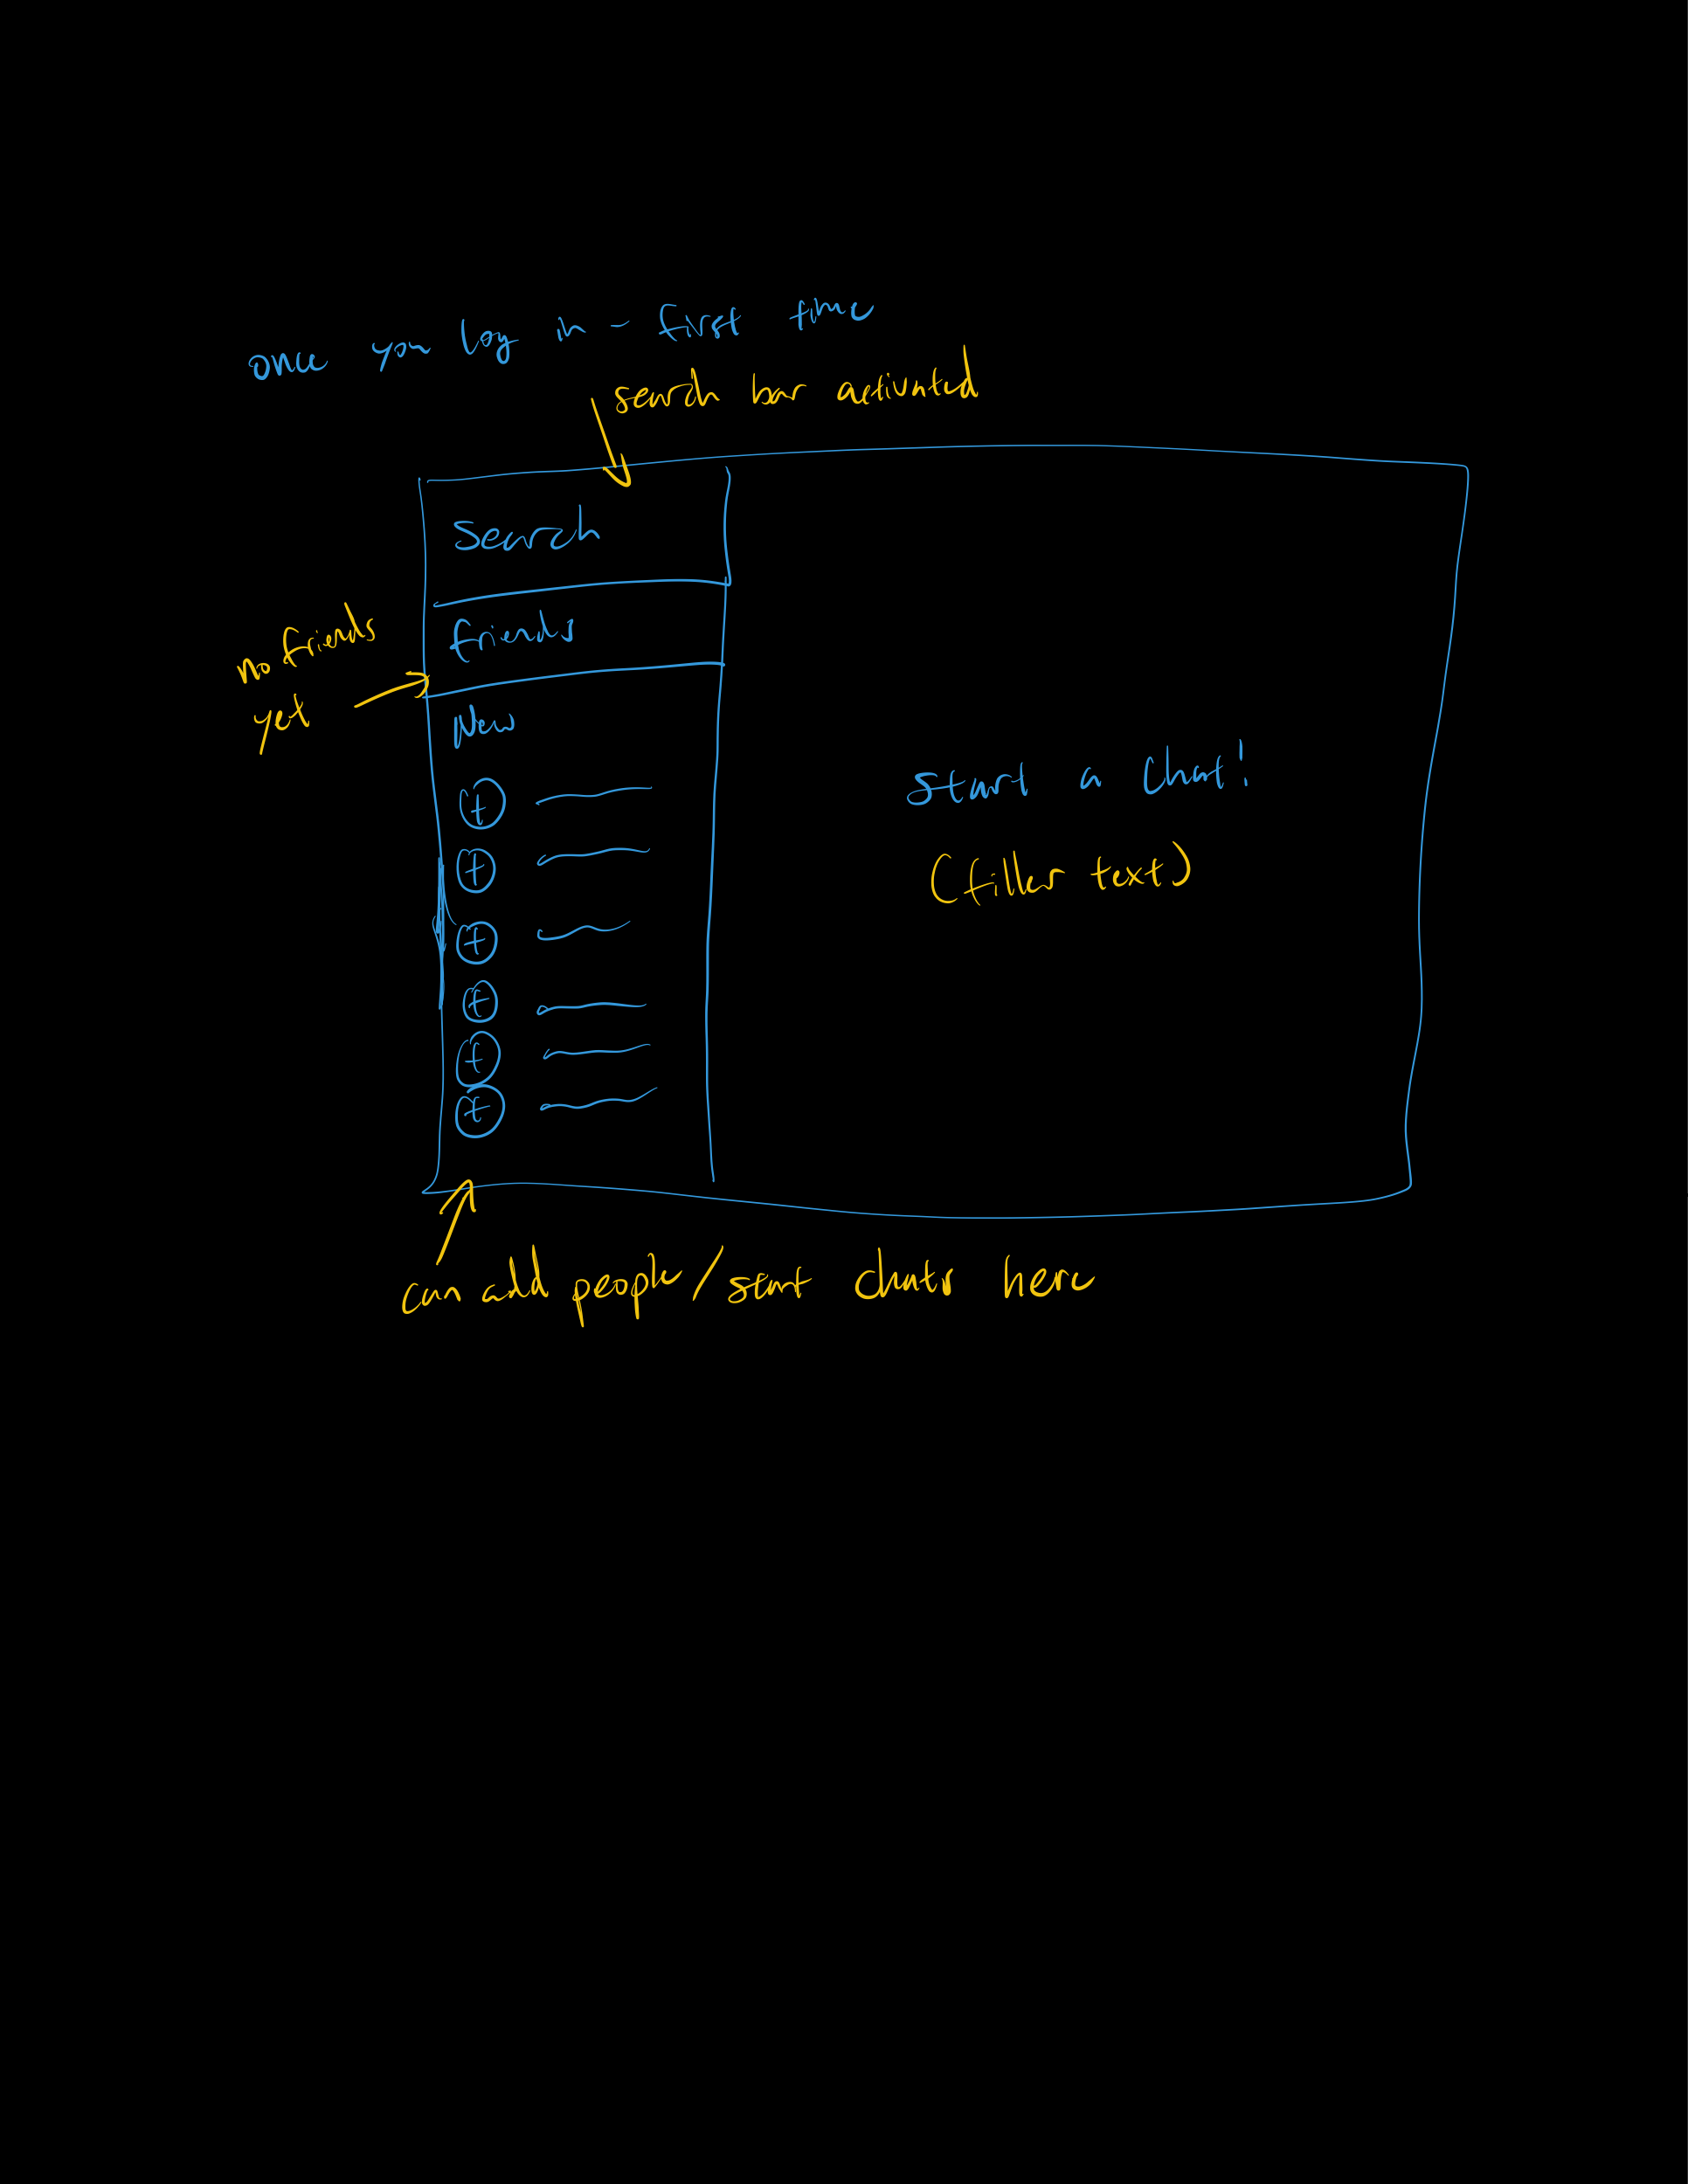 once you log in - first time
search bar activated
Search
friends
no friends
yet
New
+
+
+
+
+
+
Start a Chat!
(filler text)
can add people/start chats here